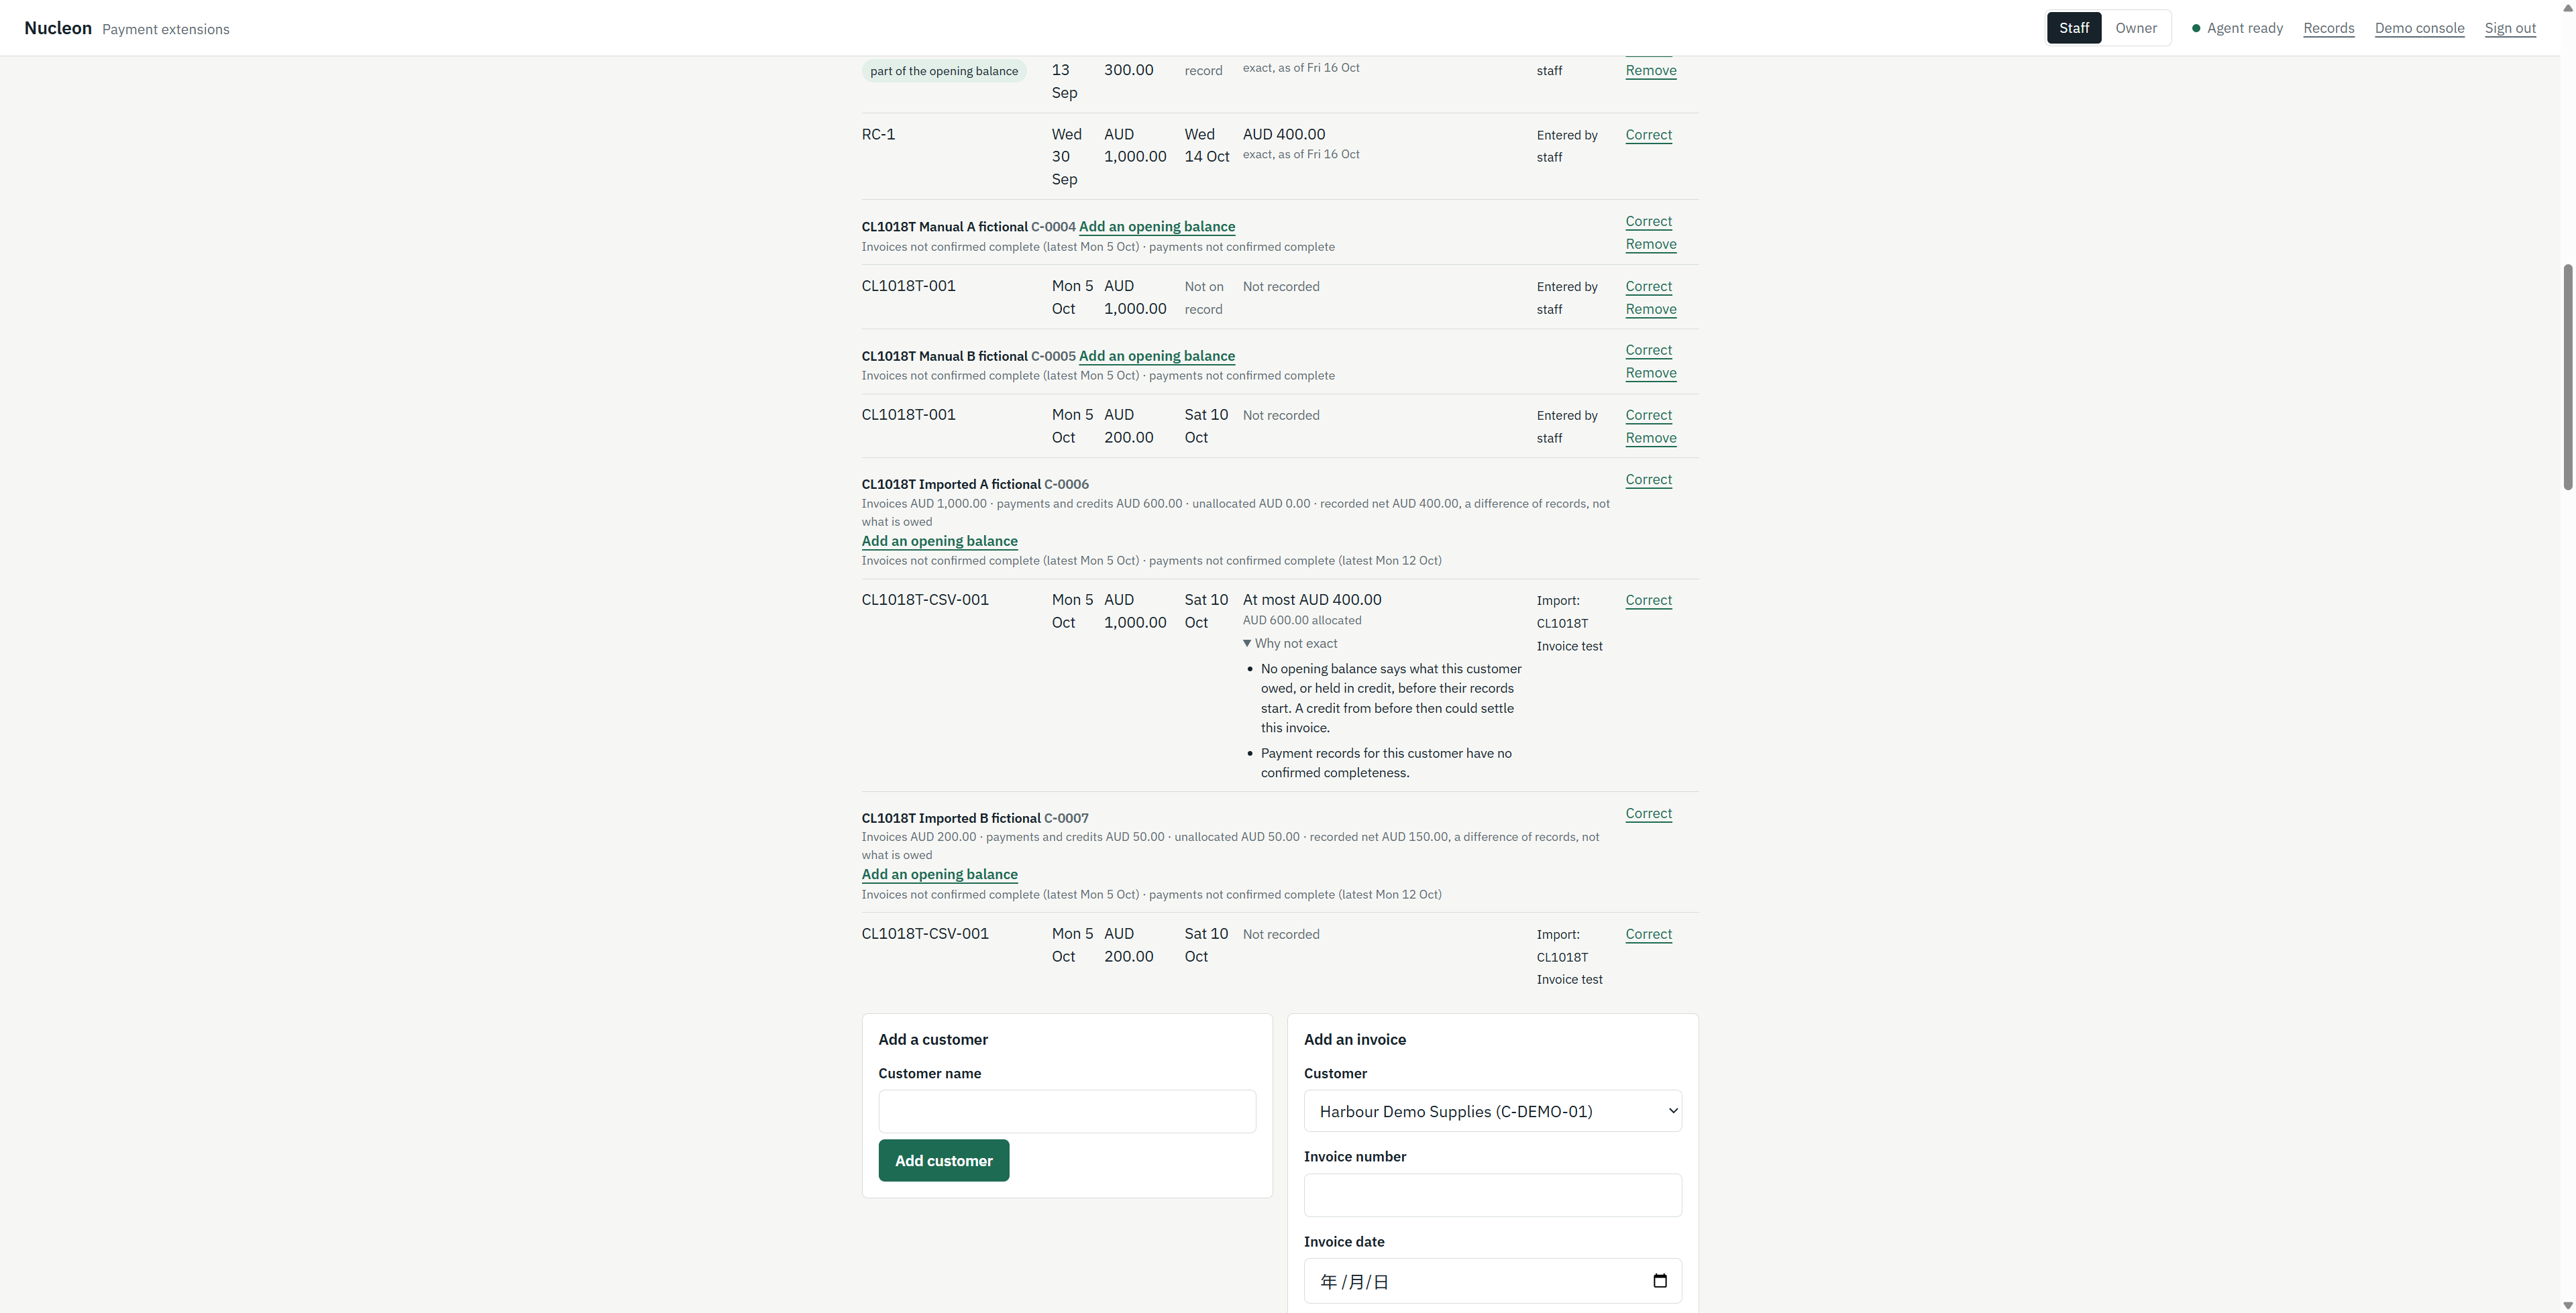 Nucleon Payment extensions Staff Owner Agent ready Records Demo console Sign out
part of the opening balance 13 300.00 record exact, as of Fri 16 Oct staff Remove
Sep
RC-1 Wed AUD Wed AUD 400.00 Entered by Correct
30 1,000.00 14 Oct exact, as of Fri 16 Oct staff
Sep
CL1018T Manual A fictional C-0004 Add an opening balance Correct
Invoices not confirmed complete (latest Mon 5 Oct) · payments not confirmed complete Remove
CL1018T-001 Mon 5 AUD Not on Not recorded Entered by Correct
Oct 1,000.00 record staff Remove
CL1018T Manual B fictional C-0005 Add an opening balance Correct
Invoices not confirmed complete (latest Mon 5 Oct) · payments not confirmed complete Remove
CL1018T-001 Mon 5 AUD Sat 10 Not recorded Entered by Correct
Oct 200.00 Oct staff Remove
CL1018T Imported A fictional C-0006 Correct
Invoices AUD 1,000.00 · payments and credits AUD 600.00 · unallocated AUD 0.00 · recorded net AUD 400.00, a difference of records, not
what is owed
Add an opening balance
Invoices not confirmed complete (latest Mon 5 Oct) · payments not confirmed complete (latest Mon 12 Oct)
CL1018T-CSV-001 Mon 5 AUD Sat 10 At most AUD 400.00 Import: Correct
Oct 1,000.00 Oct AUD 600.00 allocated CL1018T
▼ Why not exact Invoice test
• No opening balance says what this customer
owed, or held in credit, before their records
start. A credit from before then could settle
this invoice.
• Payment records for this customer have no
confirmed completeness.
CL1018T Imported B fictional C-0007 Correct
Invoices AUD 200.00 · payments and credits AUD 50.00 · unallocated AUD 50.00 · recorded net AUD 150.00, a difference of records, not
what is owed
Add an opening balance
Invoices not confirmed complete (latest Mon 5 Oct) · payments not confirmed complete (latest Mon 12 Oct)
CL1018T-CSV-001 Mon 5 AUD Sat 10 Not recorded Import: Correct
Oct 200.00 Oct CL1018T
Invoice test
Add a customer
Customer name
Add customer
Add an invoice
Customer
Harbour Demo Supplies (C-DEMO-01)
Invoice number
Invoice date
年 /月/日